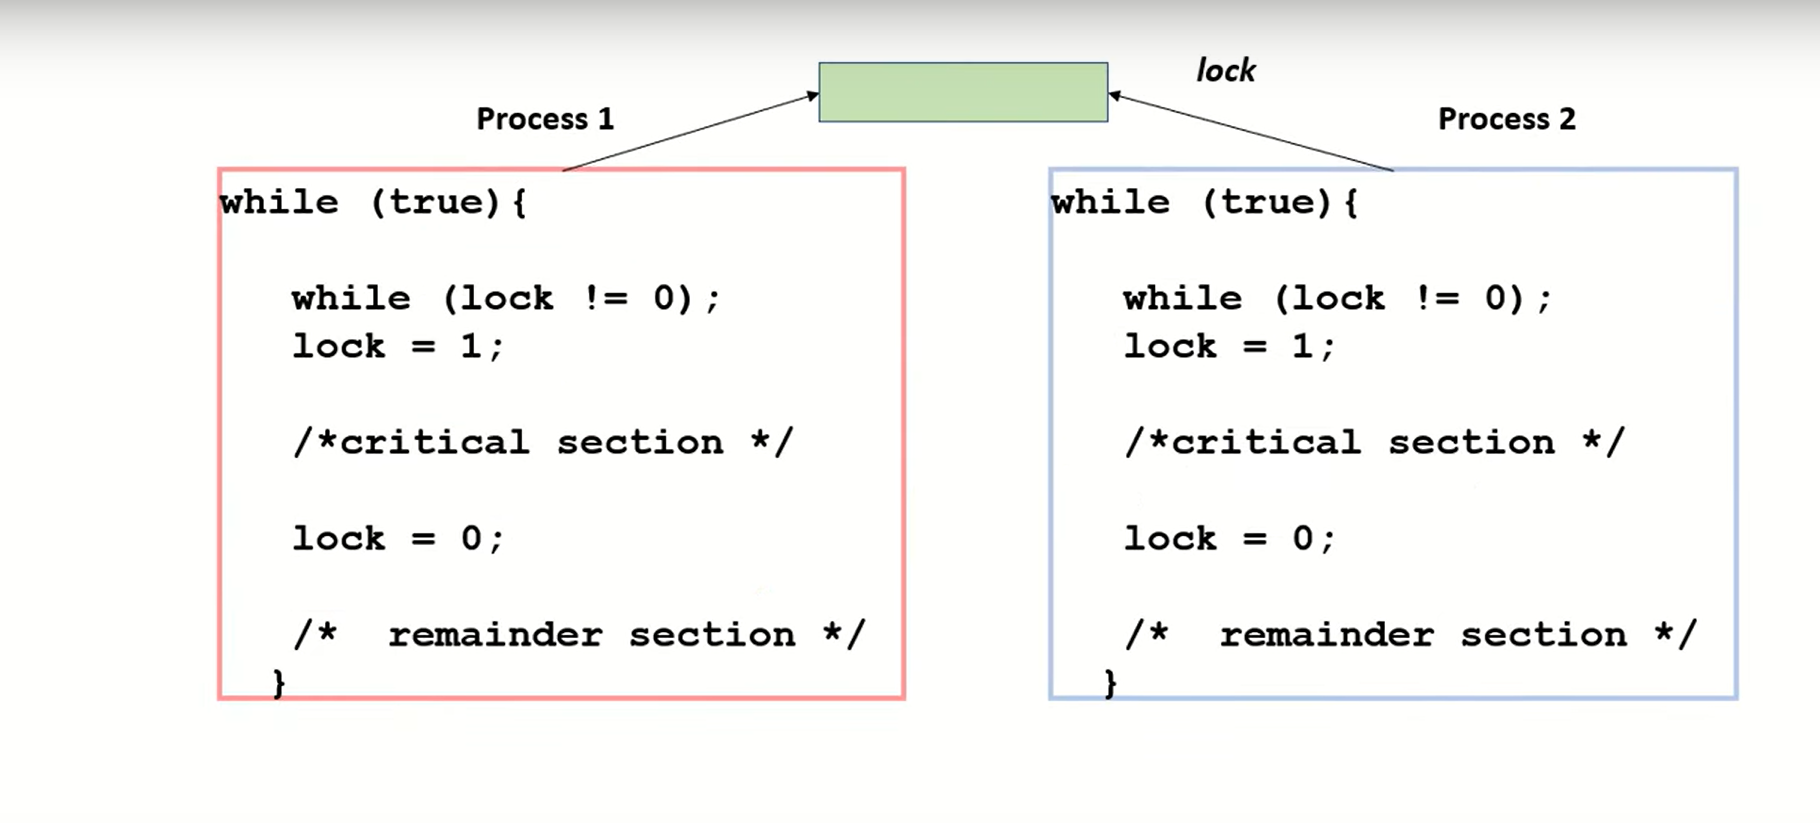 lock
Process 1
Process 2
while (true){
while (lock != 0);
lock = 1;
/*critical section */
lock = 0;
/*  remainder section */
}
while (true){
while (lock != 0);
lock = 1;
/*critical section */
lock = 0;
/*  remainder section */
}